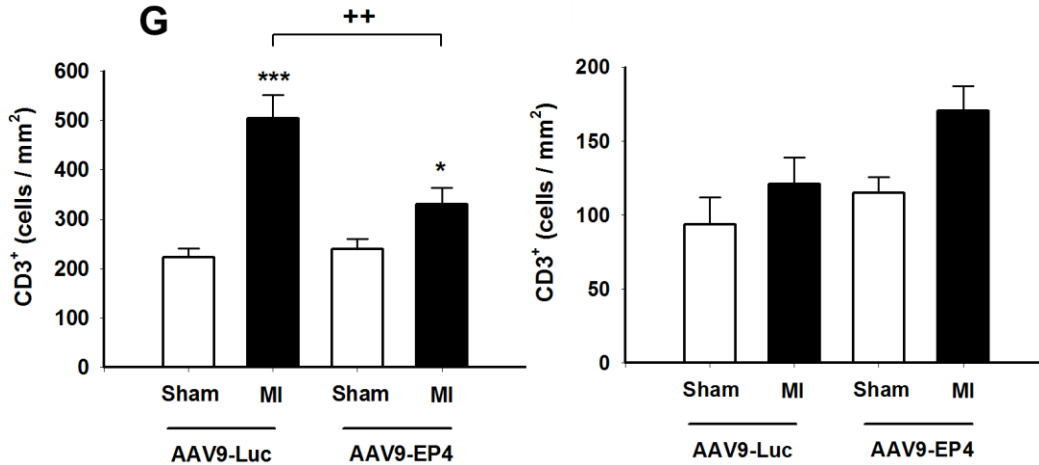 G
++
600
500
400
300
200
100
0
CD3+ (cells / mm2)
***
*
Sham MI Sham MI
AAV9-Luc AAV9-EP4
200
150
100
50
0
CD3+ (cells / mm2)
Sham MI Sham MI
AAV9-Luc AAV9-EP4